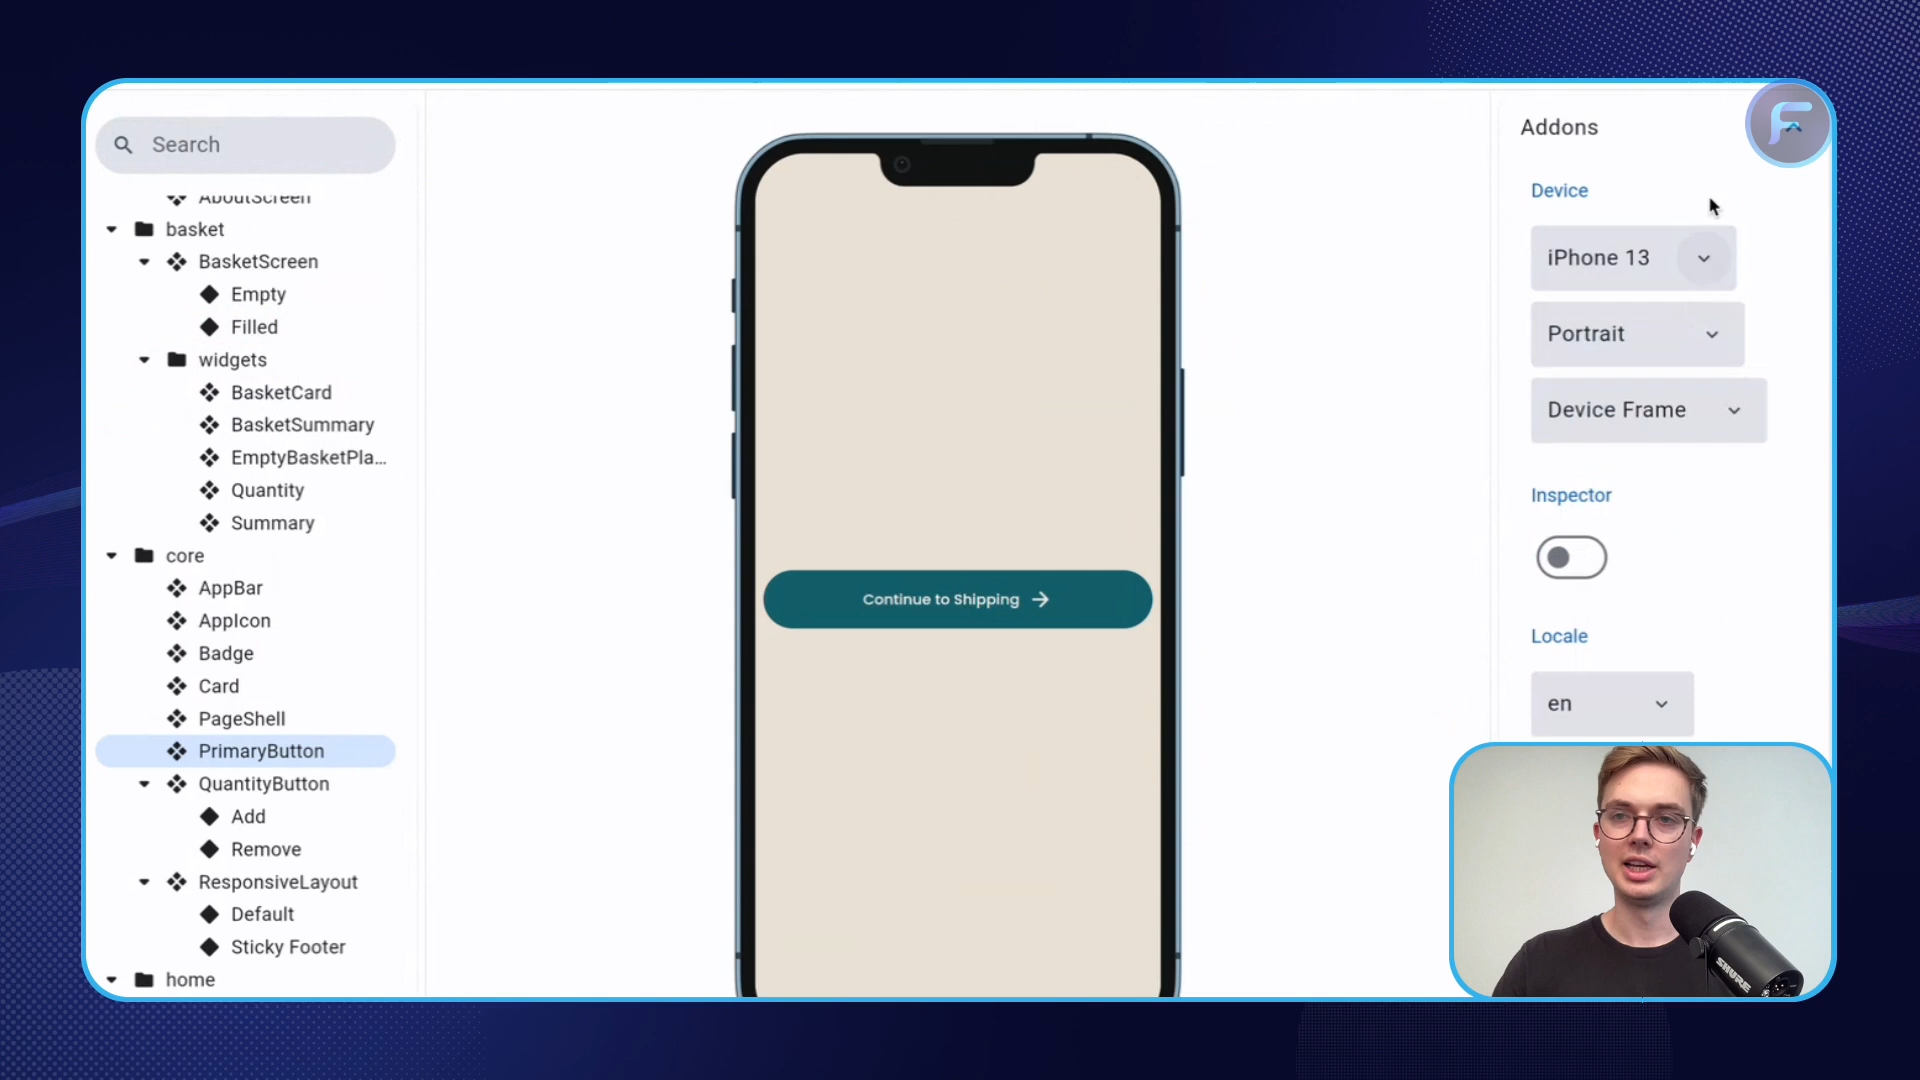 Search
AboutScreen
basket
BasketScreen
Empty
Filled
widgets
BasketCard
BasketSummary
EmptyBasketPla...
Quantity
Summary
core
AppBar
AppIcon
Badge
Card
PageShell
PrimaryButton
QuantityButton
Add
Remove
ResponsiveLayout
Default
Sticky Footer
home
Continue to Shipping
Addons
Device
iPhone 13
Portrait
Device Frame
Inspector
Locale
en
SHURE